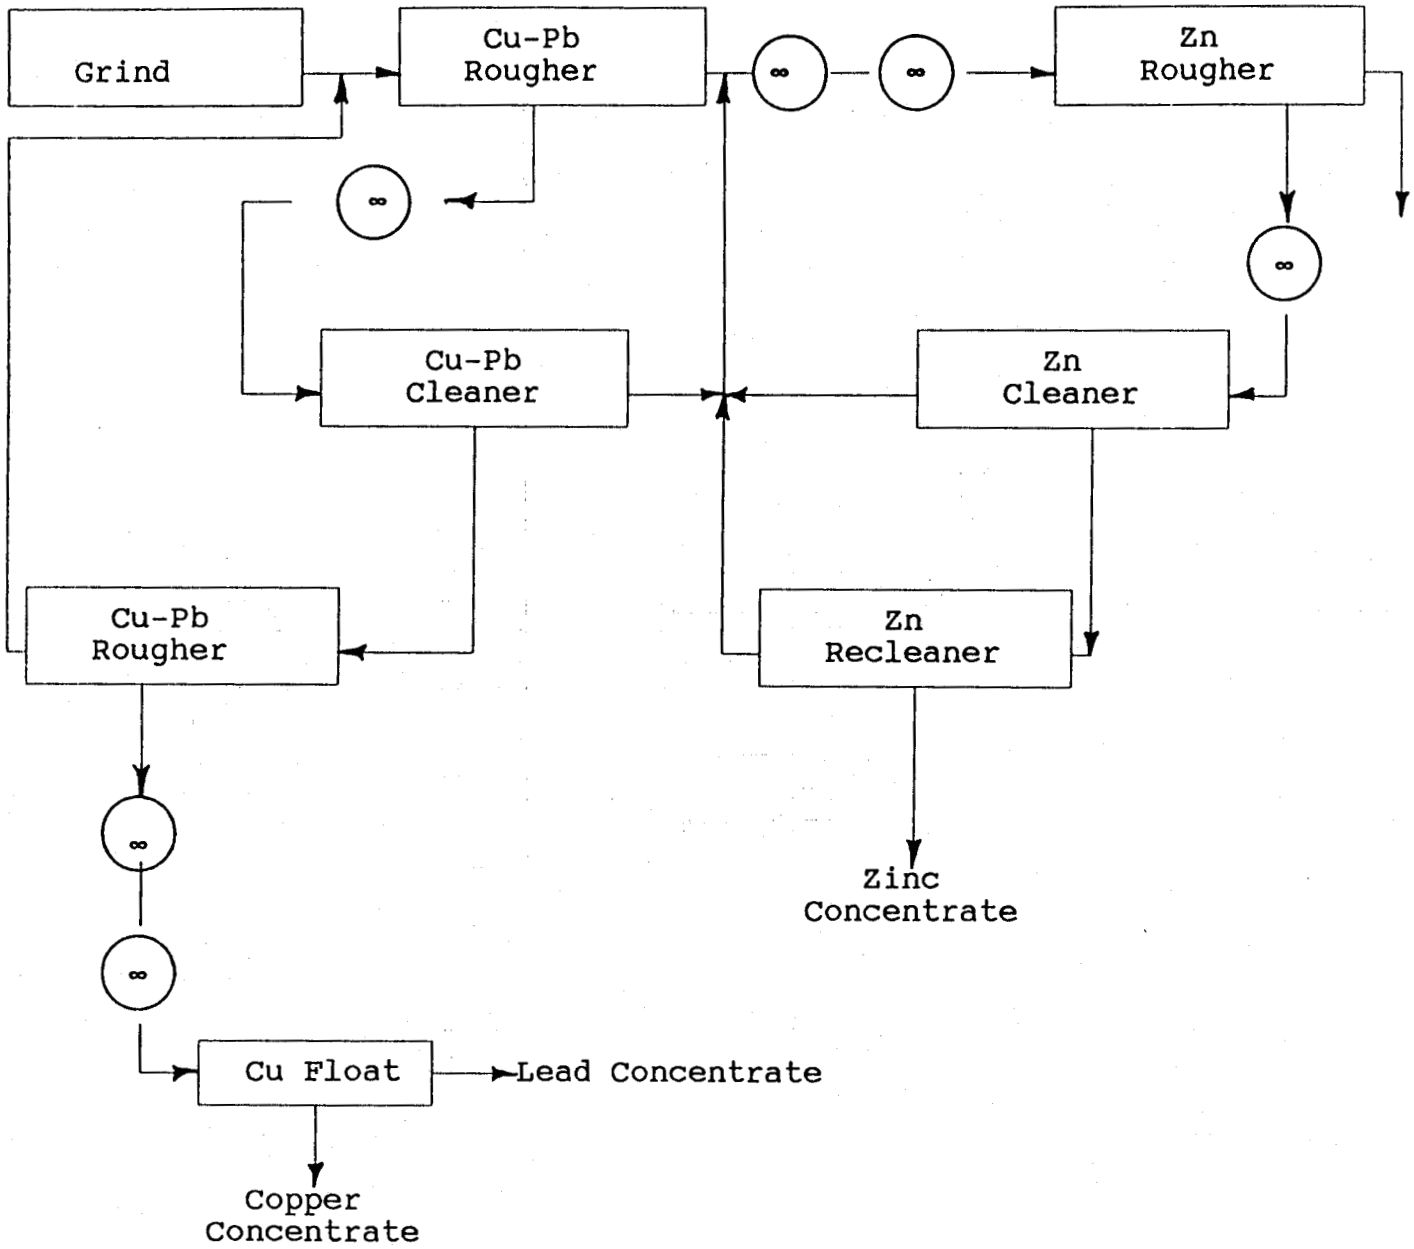 Grind
Cu-Pb
Rougher
∞
∞
Zn
Rougher
∞
∞
Cu-Pb
Cleaner
Zn
Cleaner
Cu-Pb
Rougher
Zn
Recleaner
∞
Zinc
Concentrate
∞
Cu Float
Lead Concentrate
Copper
Concentrate